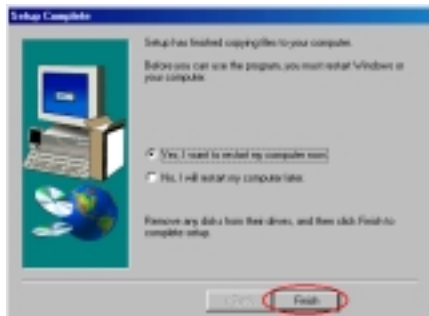 Setup Complete
Setup has finished copying files to your computer.
Before you can use the program, you must restart Windows or
your computer.
Yes, I want to restart my computer now.
No, I will restart my computer later.
Remove any disks from their drives, and then click Finish to
complete setup.
Finish